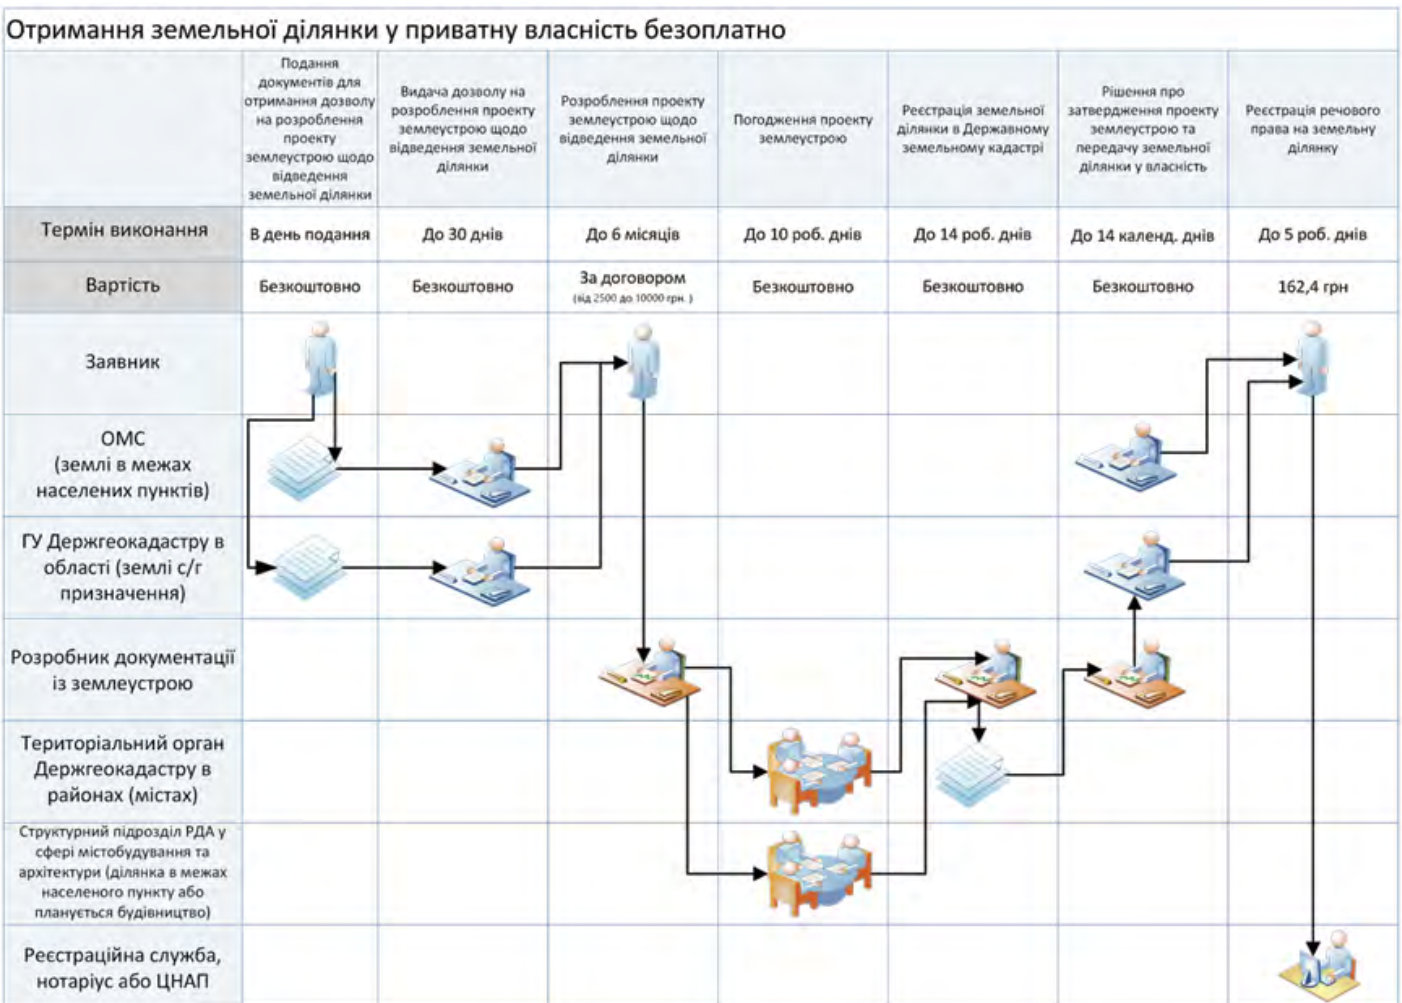 Отримання земельної ділянки у приватну власність безоплатно
Подання
документів для
отримання дозволу
на розроблення
проекту
землеустрою щодо
відведення
земельної ділянки
Видача дозволу на
розроблення проекту
землеустрою щодо
відведення земельної
ділянки
Розроблення проекту
землеустрою щодо
відведення земельної
ділянки
Погодження проекту
землеустрою
Реєстрація земельної
ділянки в Державному
земельному кадастрі
Рішення про
затвердження проекту
землеустрою та
передачу земельної
ділянки у власність
Реєстрація речового
права на земельну
ділянку
Термін виконання
В день подання
До 30 днів
До 6 місяців
До 10 роб. днів
До 14 роб. днів
До 14 календ. днів
До 5 роб. днів
Вартість
Безкоштовно
Безкоштовно
За договором
(від 2500 до 10000 грн. )
Безкоштовно
Безкоштовно
Безкоштовно
162,4 грн
Заявник
ОМС
(землі в межах
населених пунктів)
ГУ Держгеокадастру в
області (землі с/г
призначення)
Розробник документації
із землеустрою
Територіальний орган
Держгеокадастру в
районах (містах)
Структурний підрозділ РДА у
сфері містобудування та
архітектури (ділянка в межах
населеного пункту або
планується будівництво)
Реєстраційна служба,
нотаріус або ЦНАП